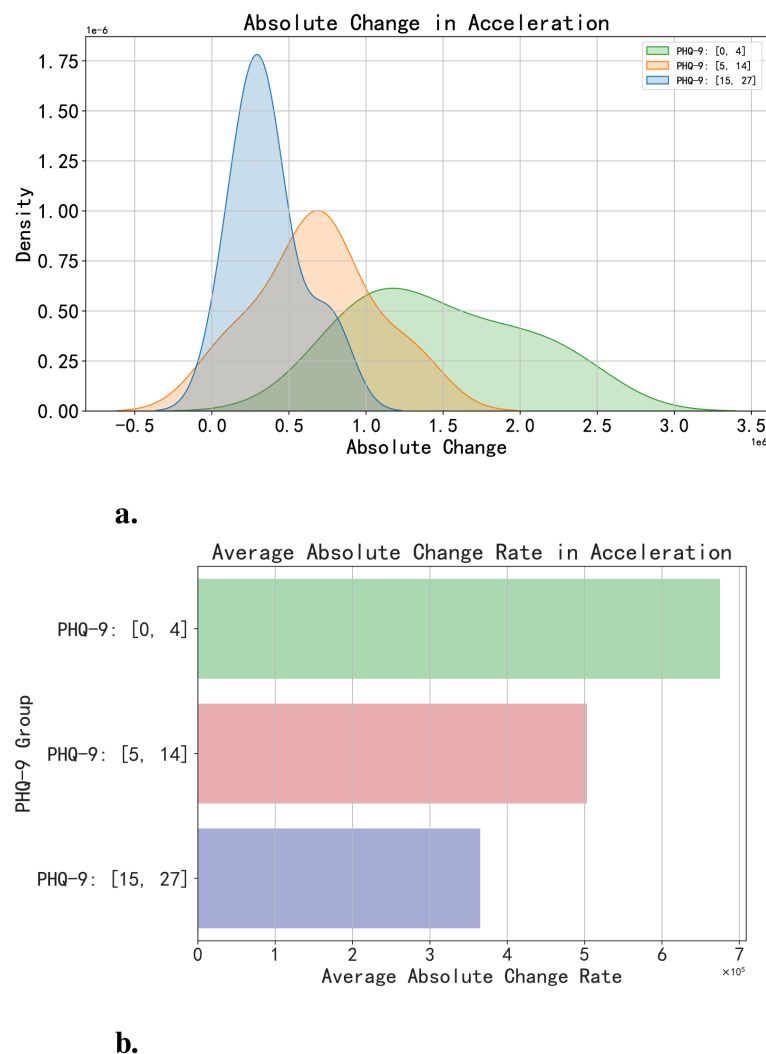 Absolute Change in Acceleration
1e-6
PHQ-9: [0, 4]
PHQ-9: [5, 14]
PHQ-9: [15, 27]
1.75
1.50
1.25
1.00
0.75
0.50
0.25
0.00
Density
-0.5 0.0 0.5 1.0 1.5 2.0 2.5 3.0 3.5
Absolute Change
1e6
a.
Average Absolute Change Rate in Acceleration
PHQ-9: [0, 4]
PHQ-9: [5, 14]
PHQ-9: [15, 27]
PHQ-9 Group
0 1 2 3 4 5 6 7
Average Absolute Change Rate
×10⁵
b.